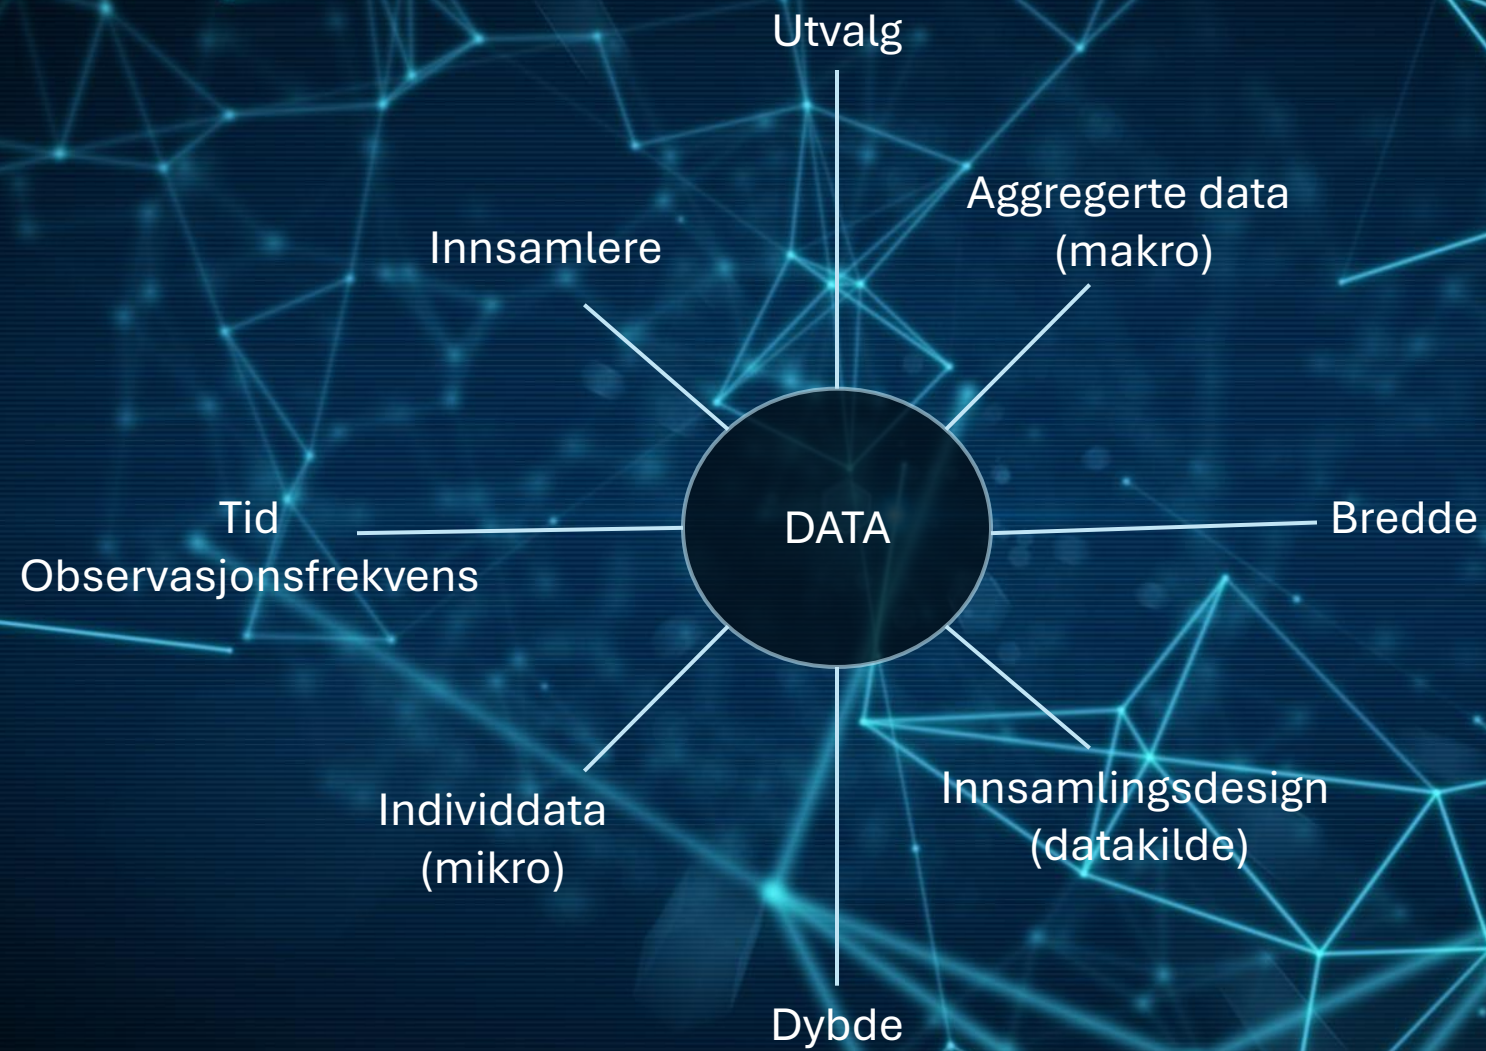 Utvalg
Aggregerte data
(makro)
Innsamlere
Tid
Observasjonsfrekvens
DATA
Bredde
Individdata
(mikro)
Innsamlingsdesign
(datakilde)
Dybde